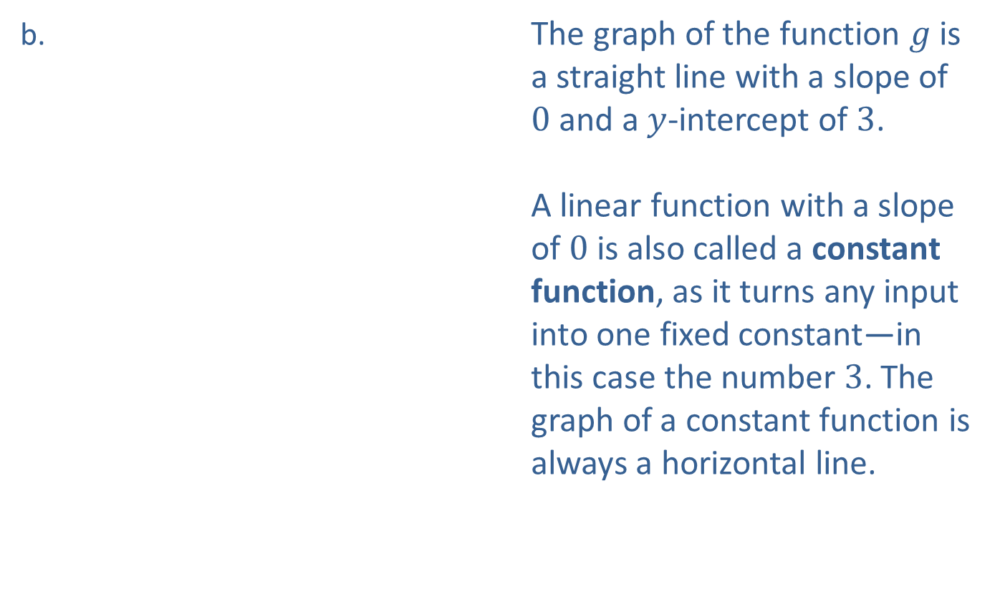 b.
The graph of the function g is
a straight line with a slope of
0 and a y-intercept of 3.
A linear function with a slope
of 0 is also called a constant
function, as it turns any input
into one fixed constant—in
this case the number 3. The
graph of a constant function is
always a horizontal line.